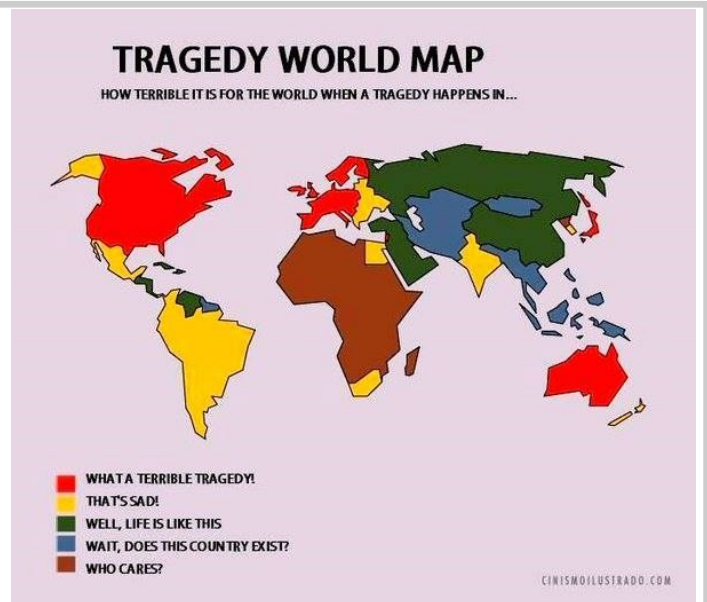 TRAGEDY WORLD MAP
HOW TERRIBLE IT IS FOR THE WORLD WHEN A TRAGEDY HAPPENS IN...
WHAT A TERRIBLE TRAGEDY!
THAT'S SAD!
WELL, LIFE IS LIKE THIS
WAIT, DOES THIS COUNTRY EXIST?
WHO CARES?
CINISMOILUSTRADO.COM